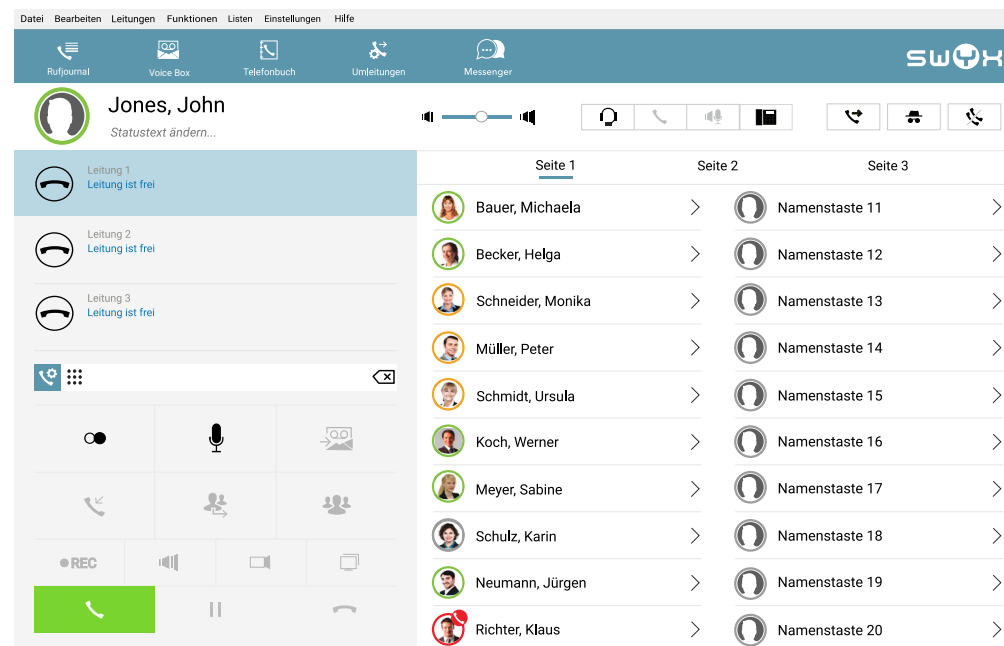 Datei Bearbeiten Leitungen Funktionen Listen Einstellungen Hilfe
Rufjournal Voice Box Telefonbuch Umleitungen Messenger
swyx
Jones, John
Statustext ändern...
Leitung 1
Leitung ist frei
Leitung 2
Leitung ist frei
Leitung 3
Leitung ist frei
REC
Seite 1 Seite 2 Seite 3
Bauer, Michaela Namenstaste 11
Becker, Helga Namenstaste 12
Schneider, Monika Namenstaste 13
Müller, Peter Namenstaste 14
Schmidt, Ursula Namenstaste 15
Koch, Werner Namenstaste 16
Meyer, Sabine Namenstaste 17
Schulz, Karin Namenstaste 18
Neumann, Jürgen Namenstaste 19
Richter, Klaus Namenstaste 20